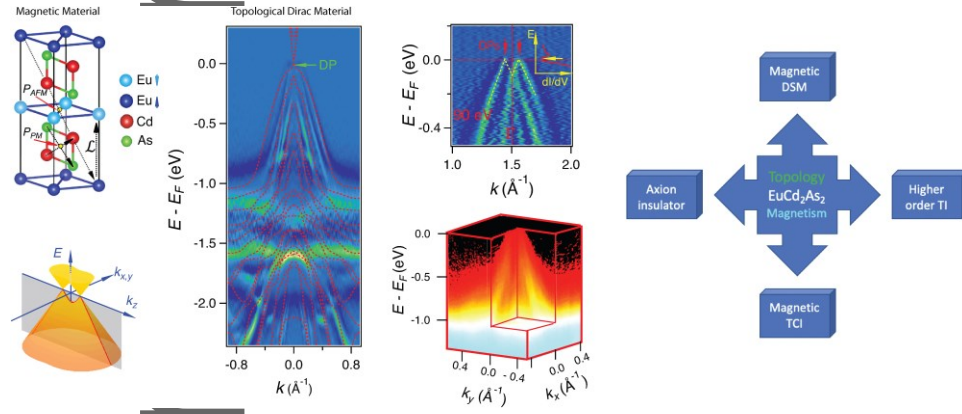 Magnetic Material
Eu
Eu
Cd
As
P_AFM
P_PM
ℒ
E
k_x,y
k_z
Topological Dirac Material
DP
E - E_F (eV)
0.0
-0.5
-1.0
-1.5
-2.0
-0.8
0.0
0.8
k (Å⁻¹)
E - E_F (eV)
0.0
-0.4
E
dI/dV
1.0
1.5
2.0
k (Å⁻¹)
E - E_F (eV)
0.0
-0.5
-1.0
0.4
0.0
- 0.4
k_y (Å⁻¹)
-0.4
0.0
0.4
k_x (Å⁻¹)
Magnetic
DSM
Axion
insulator
Topology
EuCd₂As₂
Magnetism
Higher
order TI
Magnetic
TCI